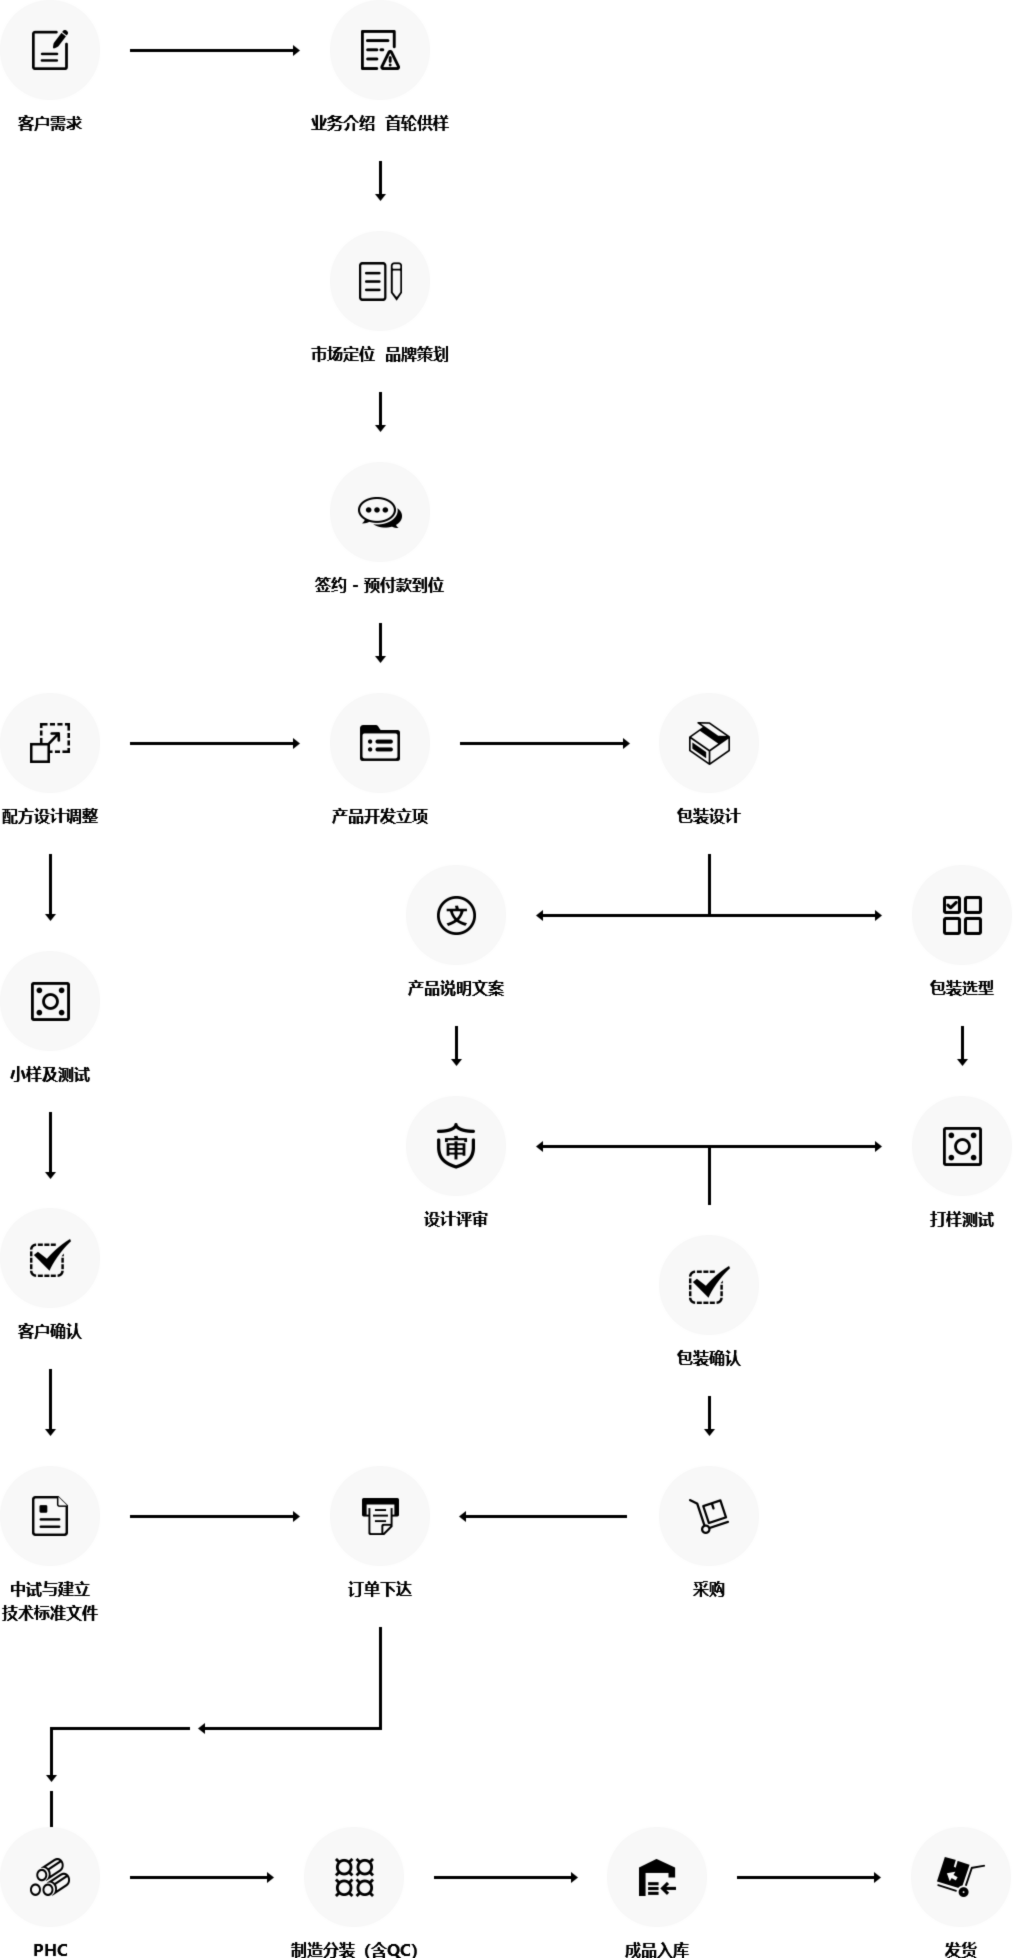 客户需求
业务介绍 首轮供样
市场定位 品牌策划
签约 - 预付款到位
配方设计调整
产品开发立项
包装设计
文
产品说明文案
包装选型
小样及测试
审
设计评审
打样测试
客户确认
包装确认
中试与建立
技术标准文件
订单下达
采购
PHC
制造分装 (含QC)
成品入库
发货